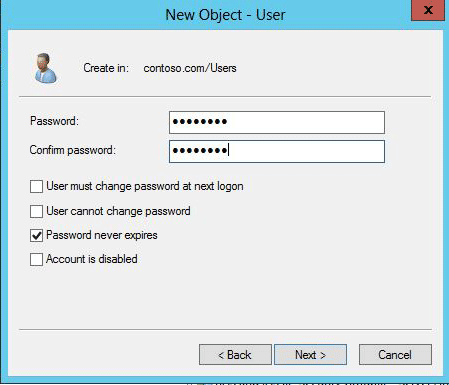 New Object - User
x
Create in: contoso.com/Users
Password: ●●●●●●●●
Confirm password: ●●●●●●●●
User must change password at next logon
User cannot change password
Password never expires
Account is disabled
< Back Next > Cancel